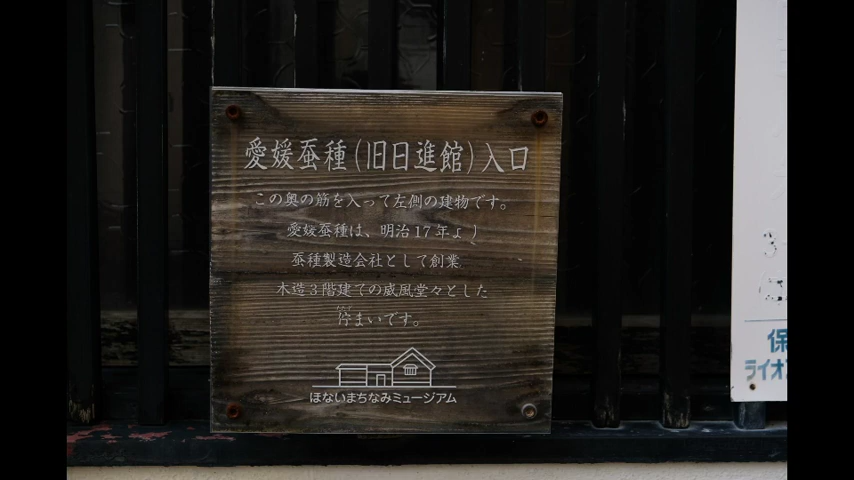 愛媛蚕種(旧日進館)入口
この奥の筋を入って左側の建物です。
愛媛蚕種は、明治17年より
蚕種製造会社として創業
木造3階建ての威風堂々とした
佇まいです。
ほないまちなみミュージアム
保
ライオ